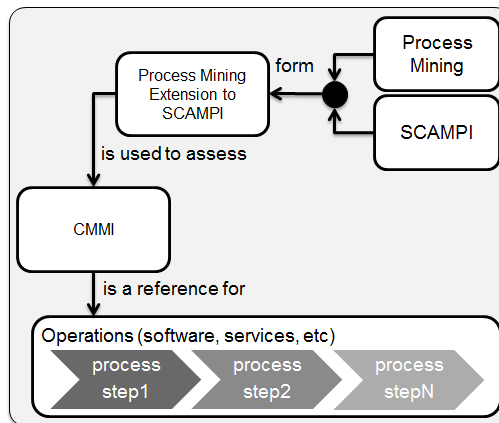 Process
Mining
form
Process Mining
Extension to
SCAMPI
SCAMPI
is used to assess
CMMI
is a reference for
Operations (software, services, etc)
process
step1
process
step2
process
stepN